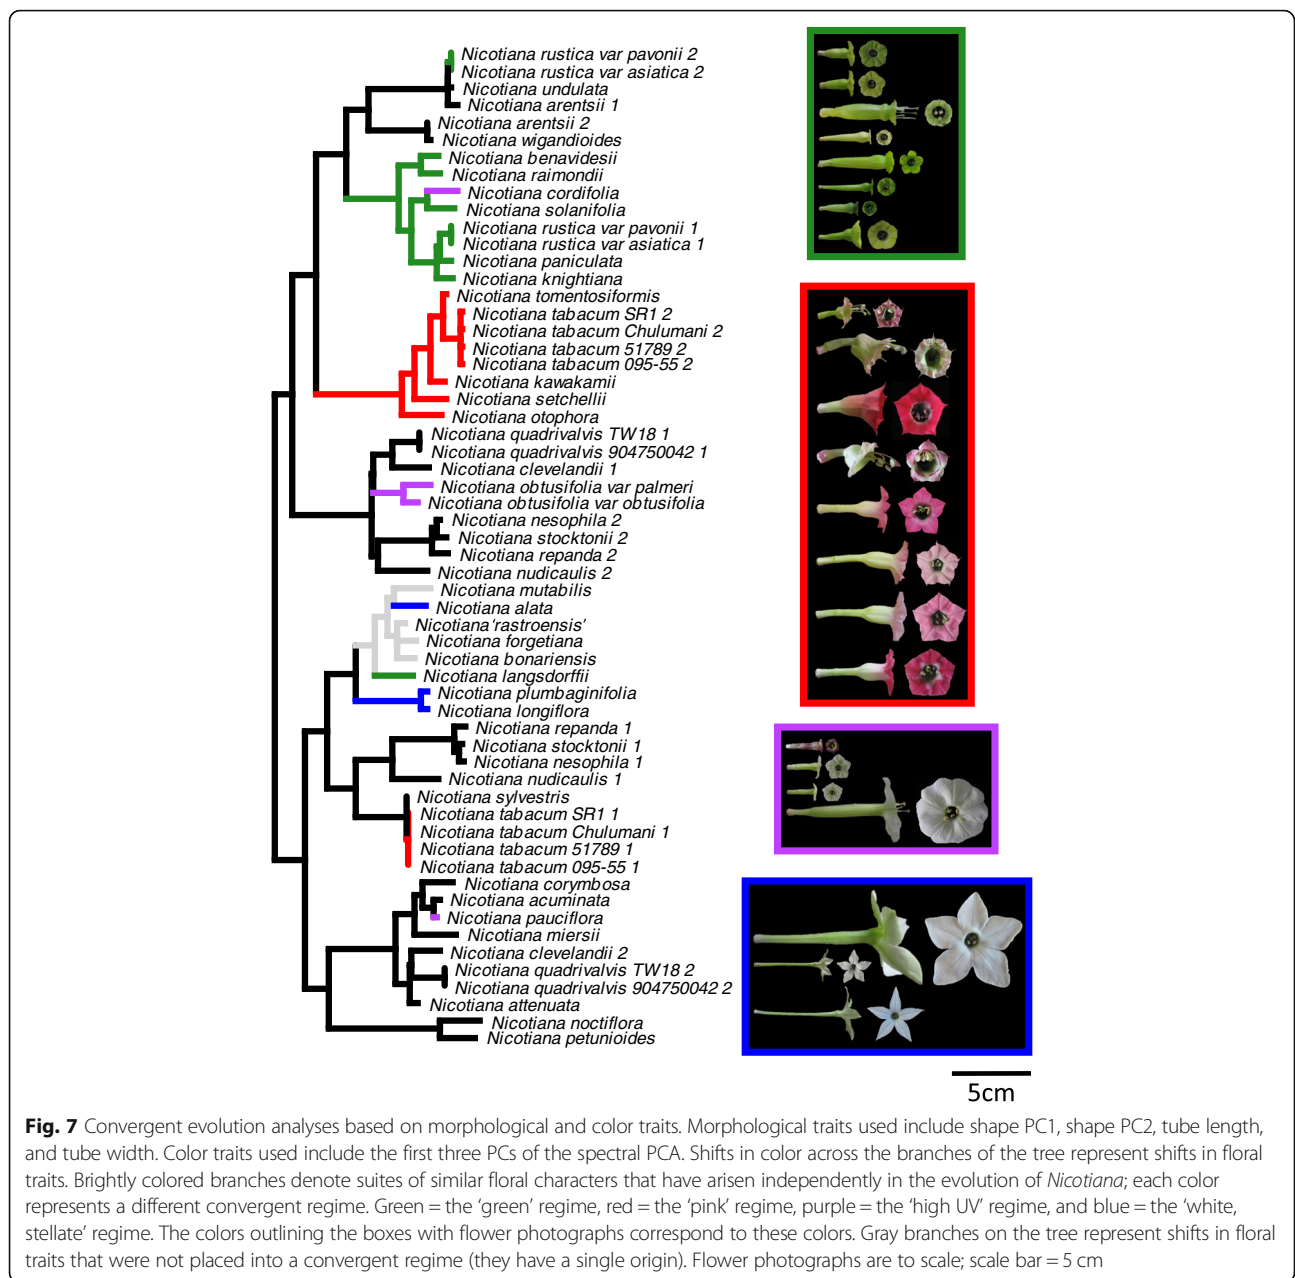 Nicotiana rustica var pavonii 2
Nicotiana rustica var asiatica 2
Nicotiana undulata
Nicotiana arentsii 1
Nicotiana arentsii 2
Nicotiana wigandioides
Nicotiana benavidesii
Nicotiana raimondii
Nicotiana cordifolia
Nicotiana solanifolia
Nicotiana rustica var pavonii 1
Nicotiana rustica var asiatica 1
Nicotiana paniculata
Nicotiana knightiana
Nicotiana tomentosiformis
Nicotiana tabacum SR1 2
Nicotiana tabacum Chulumani 2
Nicotiana tabacum 51789 2
Nicotiana tabacum 095-55 2
Nicotiana kawakamii
Nicotiana setchellii
Nicotiana otophora
Nicotiana quadrivalvis TW18 1
Nicotiana quadrivalvis 904750042 1
Nicotiana clevelandii 1
Nicotiana obtusifolia var palmeri
Nicotiana obtusifolia var obtusifolia
Nicotiana nesophila 2
Nicotiana stocktonii 2
Nicotiana repanda 2
Nicotiana nudicaulis 2
Nicotiana mutabilis
Nicotiana alata
Nicotiana 'rastroensis'
Nicotiana forgetiana
Nicotiana bonariensis
Nicotiana langsdorffii
Nicotiana plumbaginifolia
Nicotiana longiflora
Nicotiana repanda 1
Nicotiana stocktonii 1
Nicotiana nesophila 1
Nicotiana nudicaulis 1
Nicotiana sylvestris
Nicotiana tabacum SR1 1
Nicotiana tabacum Chulumani 1
Nicotiana tabacum 51789 1
Nicotiana tabacum 095-55 1
Nicotiana corymbosa
Nicotiana acuminata
Nicotiana pauciflora
Nicotiana miersii
Nicotiana clevelandii 2
Nicotiana quadrivalvis TW18 2
Nicotiana quadrivalvis 904750042 2
Nicotiana attenuata
Nicotiana noctiflora
Nicotiana petunioides
5cm
Fig. 7 Convergent evolution analyses based on morphological and color traits. Morphological traits used include shape PC1, shape PC2, tube length,
and tube width. Color traits used include the first three PCs of the spectral PCA. Shifts in color across the branches of the tree represent shifts in floral
traits. Brightly colored branches denote suites of similar floral characters that have arisen independently in the evolution of Nicotiana; each color
represents a different convergent regime. Green = the 'green' regime, red = the 'pink' regime, purple = the 'high UV' regime, and blue = the 'white,
stellate' regime. The colors outlining the boxes with flower photographs correspond to these colors. Gray branches on the tree represent shifts in floral
traits that were not placed into a convergent regime (they have a single origin). Flower photographs are to scale; scale bar = 5 cm